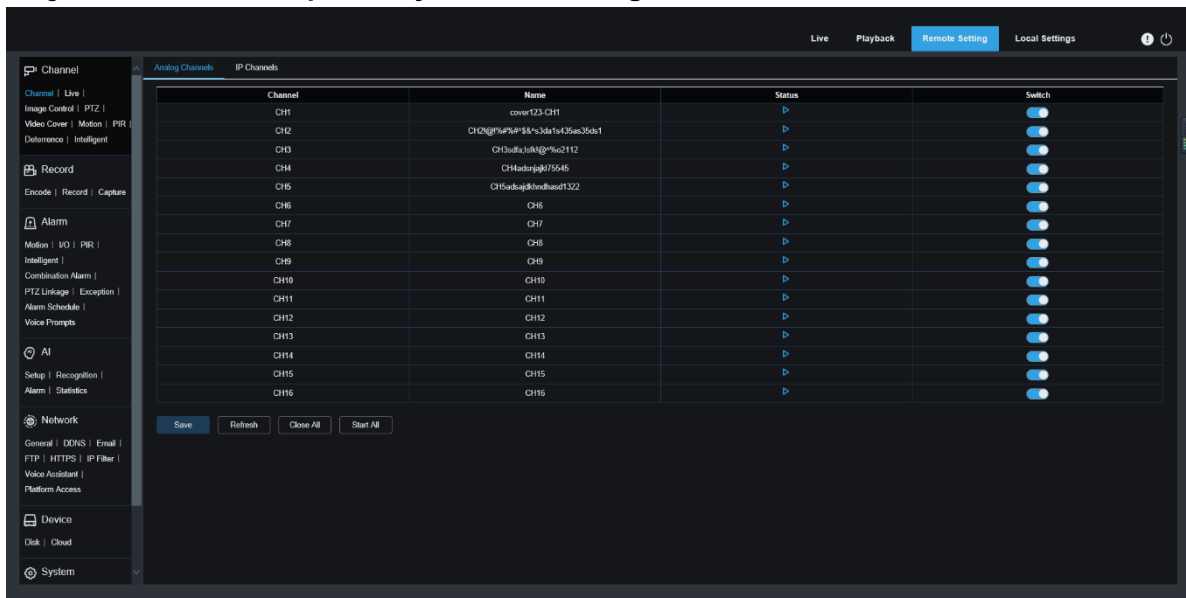 Live Playback Remote Setting Local Settings
Channel
Channel | Live |
Image Control | PTZ |
Video Cover | Motion | PIR |
Deterrence | Intelligent
Record
Encode | Record | Capture
Alarm
Motion | I/O | PIR |
Intelligent |
Combination Alarm |
PTZ Linkage | Exception |
Alarm Schedule |
Voice Prompts
AI
Setup | Recognition |
Alarm | Statistics
Network
General | DDNS | Email |
FTP | HTTPS | IP Filter |
Voice Assistant |
Platform Access
Device
Disk | Cloud
System
Analog Channels IP Channels
Channel Name Status Switch
CH1 cover123-CH1
CH2
CH3
CH4
CH5 CH5adsajdkhndhasd1322
CH6 CH6
CH7 CH7
CH8 CH8
CH9 CH9
CH10 CH10
CH11 CH11
CH12 CH12
CH13 CH13
CH14 CH14
CH15 CH15
CH16 CH16
Save Refresh Close All Start All